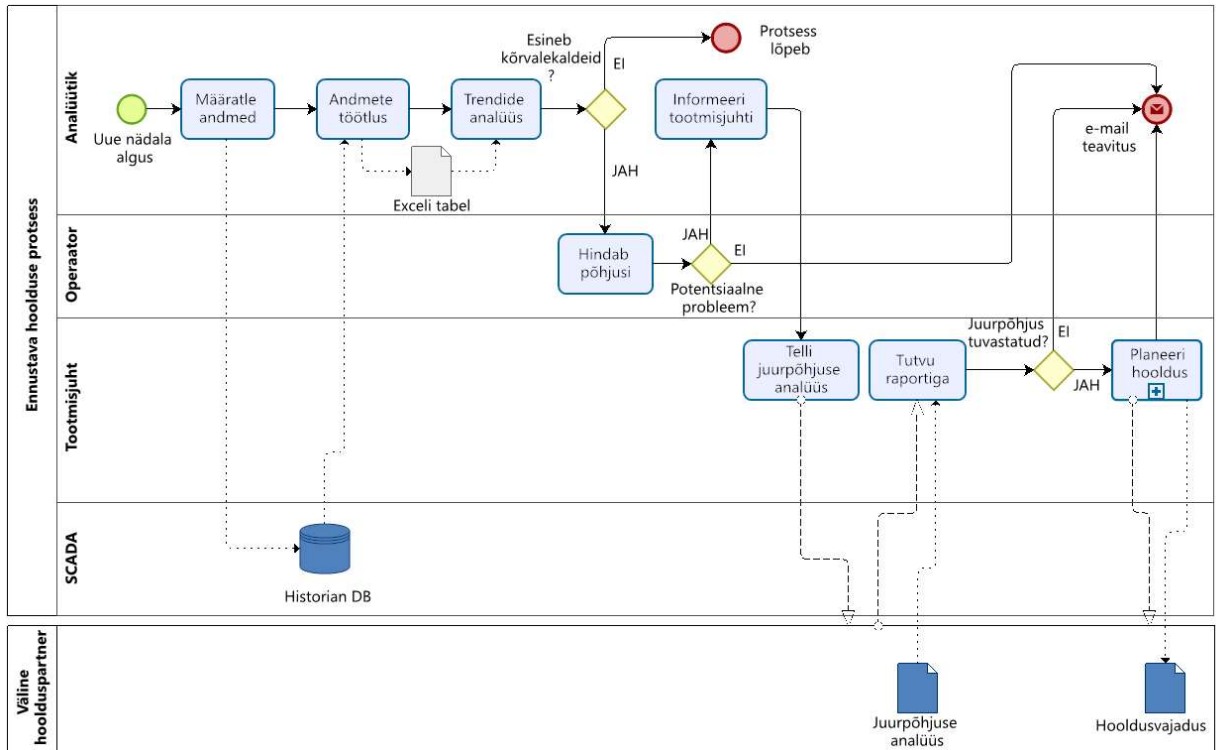 Ennustava hoolduse protsess
Analüütik
Uue nädala
algus
Määratle
andmed
Andmete
töötlus
Exceli tabel
Trendide
analüüs
Esineb
kõrvalekaldeid
?
EI
JAH
Protsess
lõpeb
Informeeri
tootmisjuhti
e-mail
teavitus
Operaator
Hindab
põhjusi
JAH
EI
Potentsiaalne
probleem?
Tootmisjuht
Telli
juurpõhjuse
analüüs
Tutvu
raportiga
Juurpõhjus
tuvastatud?
EI
JAH
Planeeri
hooldus
SCADA
Historian DB
Väline
hoolduspartner
Juurpõhjuse
analüüs
Hooldusvajadus